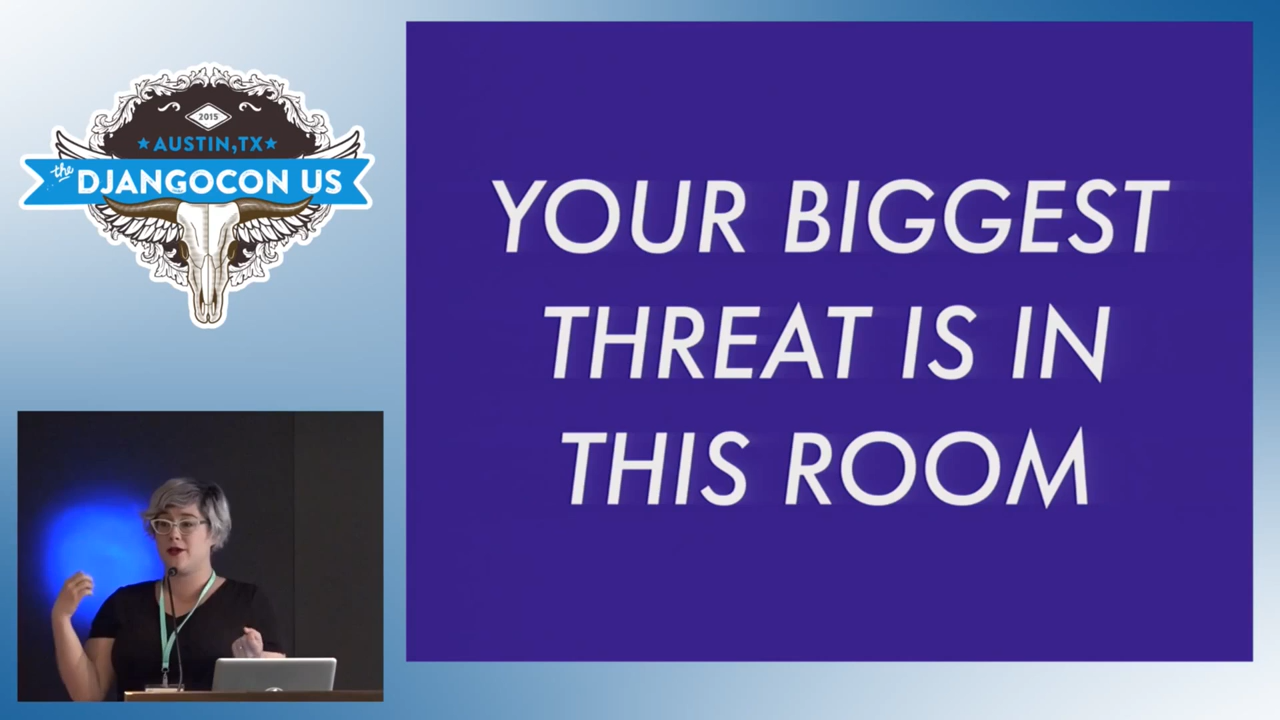 2015
AUSTIN, TX
the
DJANGOCON US
YOUR BIGGEST
THREAT IS IN
THIS ROOM